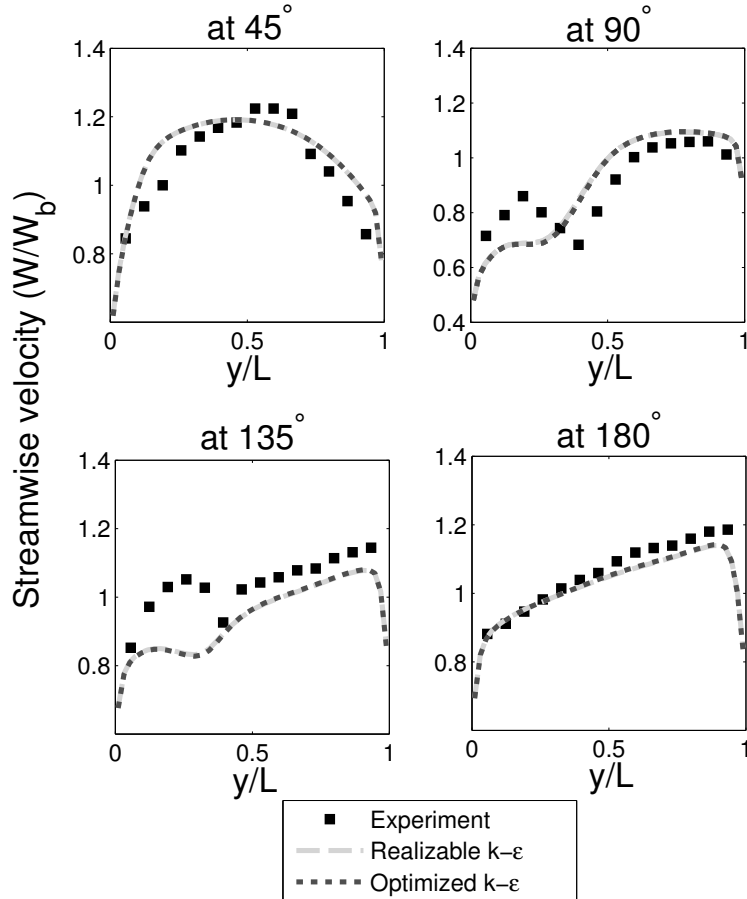 at 45°
at 90°
1.4
1.2
1
0.8
0 0.5 1
y/L
1.4
1.2
1
0.8
0.6
0.4
0 0.5 1
y/L
Streamwise velocity (W/W_b)
at 135°
at 180°
1.4
1.2
1
0.8
0 0.5 1
y/L
1.4
1.2
1
0.8
0 0.5 1
y/L
Experiment
Realizable k−ε
Optimized k−ε